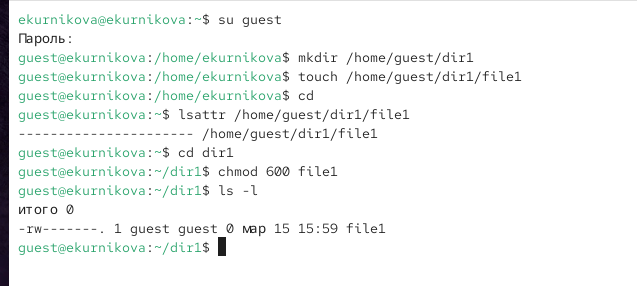 ekurnikova@ekurnikova:~$ su guest
Пароль:
guest@ekurnikova:/home/ekurnikova$ mkdir /home/guest/dir1
guest@ekurnikova:/home/ekurnikova$ touch /home/guest/dir1/file1
guest@ekurnikova:/home/ekurnikova$ cd
guest@ekurnikova:~$ lsattr /home/guest/dir1/file1
---------------------- /home/guest/dir1/file1
guest@ekurnikova:~$ cd dir1
guest@ekurnikova:~/dir1$ chmod 600 file1
guest@ekurnikova:~/dir1$ ls -l
итого 0
-rw-------. 1 guest guest 0 мар 15 15:59 file1
guest@ekurnikova:~/dir1$